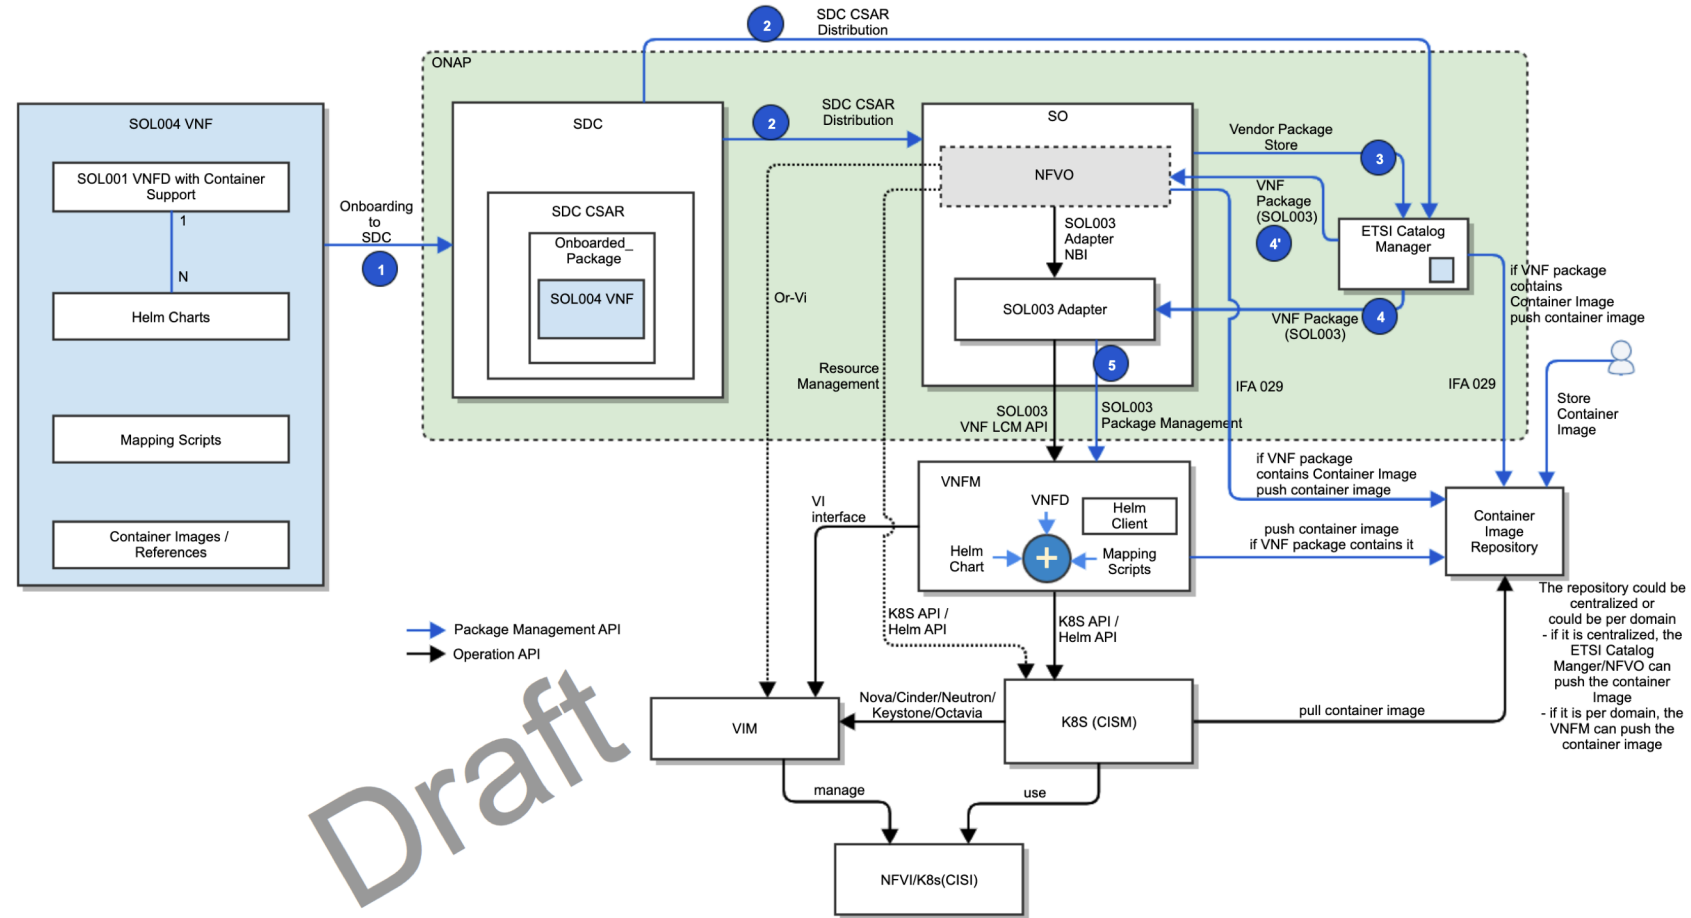 2
SDC CSAR
Distribution
ONAP
SOL004 VNF
SOL001 VNFD with Container
Support
1
N
Helm Charts
Mapping Scripts
Container Images /
References
Onboarding
to
SDC
1
SDC
SDC CSAR
Onboarded_
Package
SOL004 VNF
2
SDC CSAR
Distribution
SO
NFVO
SOL003
Adapter
NBI
SOL003 Adapter
Vendor Package
Store
3
VNF
Package
(SOL003)
4'
ETSI Catalog
Manager
4
VNF Package
(SOL003)
5
Or-Vi
Resource
Management
IFA 029
IFA 029
if VNF package
contains
Container Image
push container image
Store
Container
Image
SOL003
VNF LCM API
SOL003
Package Management
VNFM
VNFD
Helm
Client
Helm
Chart
+
Mapping
Scripts
VI
interface
if VNF package
contains Container Image
push container image
push container image
if VNF package contains it
Container
Image
Repository
The repository could be
centralized or
could be per domain
- if it is centralized, the
ETSI Catalog
Manger/NFVO can
push the container
Image
- if it is per domain, the
VNFM can push the
container image
K8S API /
Helm API
K8S API /
Helm API
Package Management API
Operation API
Draft
VIM
Nova/Cinder/Neutron/
Keystone/Octavia
K8S (CISM)
pull container image
manage
use
NFVI/K8s(CISI)